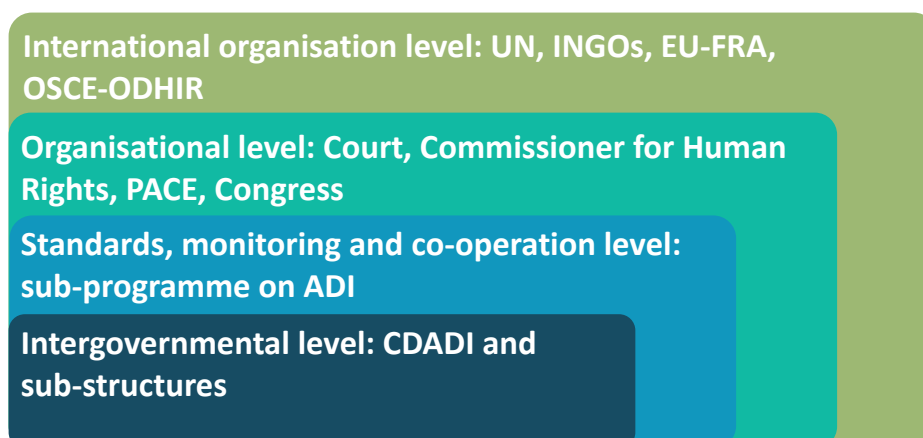 International organisation level: UN, INGOs, EU-FRA,
OSCE-ODHIR
Organisational level: Court, Commissioner for Human
Rights, PACE, Congress
Standards, monitoring and co-operation level:
sub-programme on ADI
Intergovernmental level: CDADI and
sub-structures